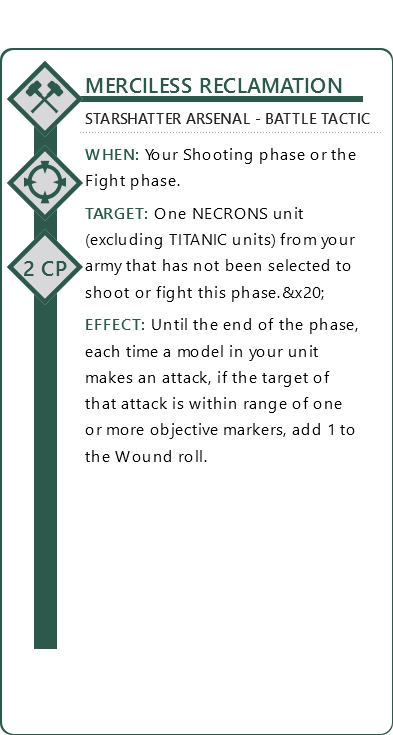 MERCILESS RECLAMATION
STARSHATTER ARSENAL - BATTLE TACTIC
WHEN: Your Shooting phase or the
Fight phase.
TARGET: One NECRONS unit
(excluding TITANIC units) from your
army that has not been selected to
shoot or fight this phase.&x20;
2 CP
EFFECT: Until the end of the phase,
each time a model in your unit
makes an attack, if the target of
that attack is within range of one
or more objective markers, add 1 to
the Wound roll.